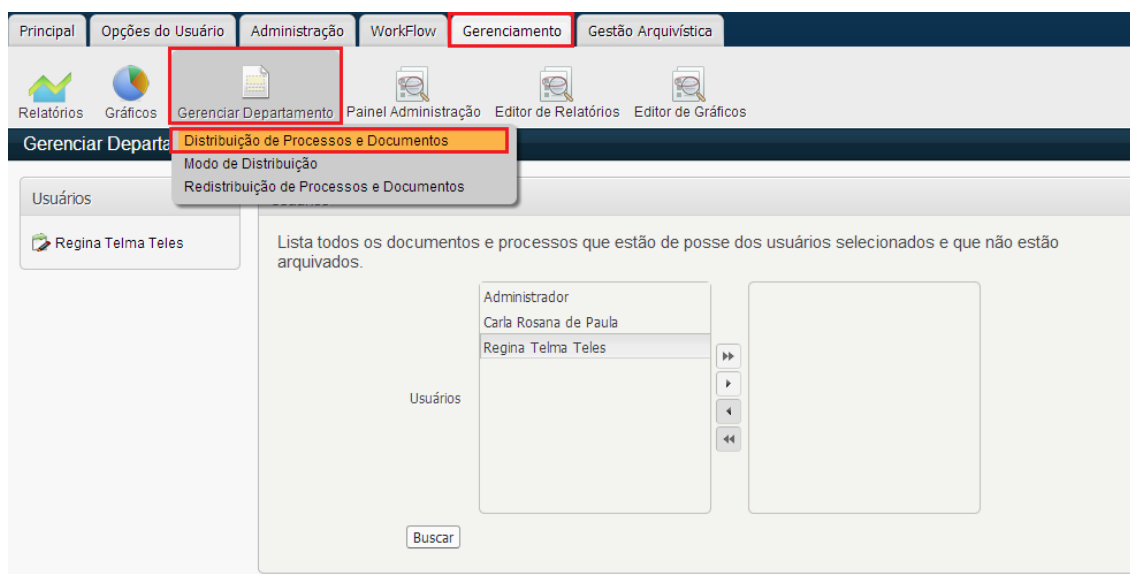 Principal Opções do Usuário Administração WorkFlow Gerenciamento Gestão Arquivística
Relatórios Gráficos Gerenciar Departamento Painel Administração Editor de Relatórios Editor de Gráficos
Gerenciar Departa
Distribuição de Processos e Documentos
Modo de Distribuição
Redistribuição de Processos e Documentos
Usuários
Regina Telma Teles
Lista todos os documentos e processos que estão de posse dos usuários selecionados e que não estão
arquivados.
Administrador
Carla Rosana de Paula
Regina Telma Teles
Usuários
Buscar